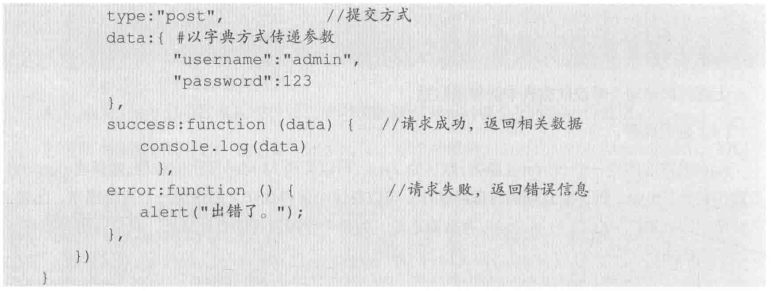 type:"post", //提交方式
data:{ #以字典方式传递参数
"username":"admin",
"password":123
},
success:function (data) { //请求成功，返回相关数据
console.log(data)
},
error:function () { //请求失败，返回错误信息
alert("出错了。");
},
})
}